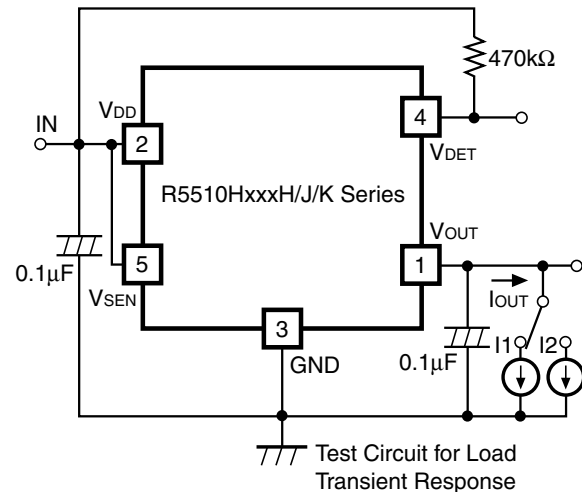 470kΩ
IN
VDD
2
4
VDET
R5510HxxxH/J/K Series
VOUT
0.1µF
5
1
VSEN
IOUT
3
GND
0.1µF
I1
I2
Test Circuit for Load
Transient Response